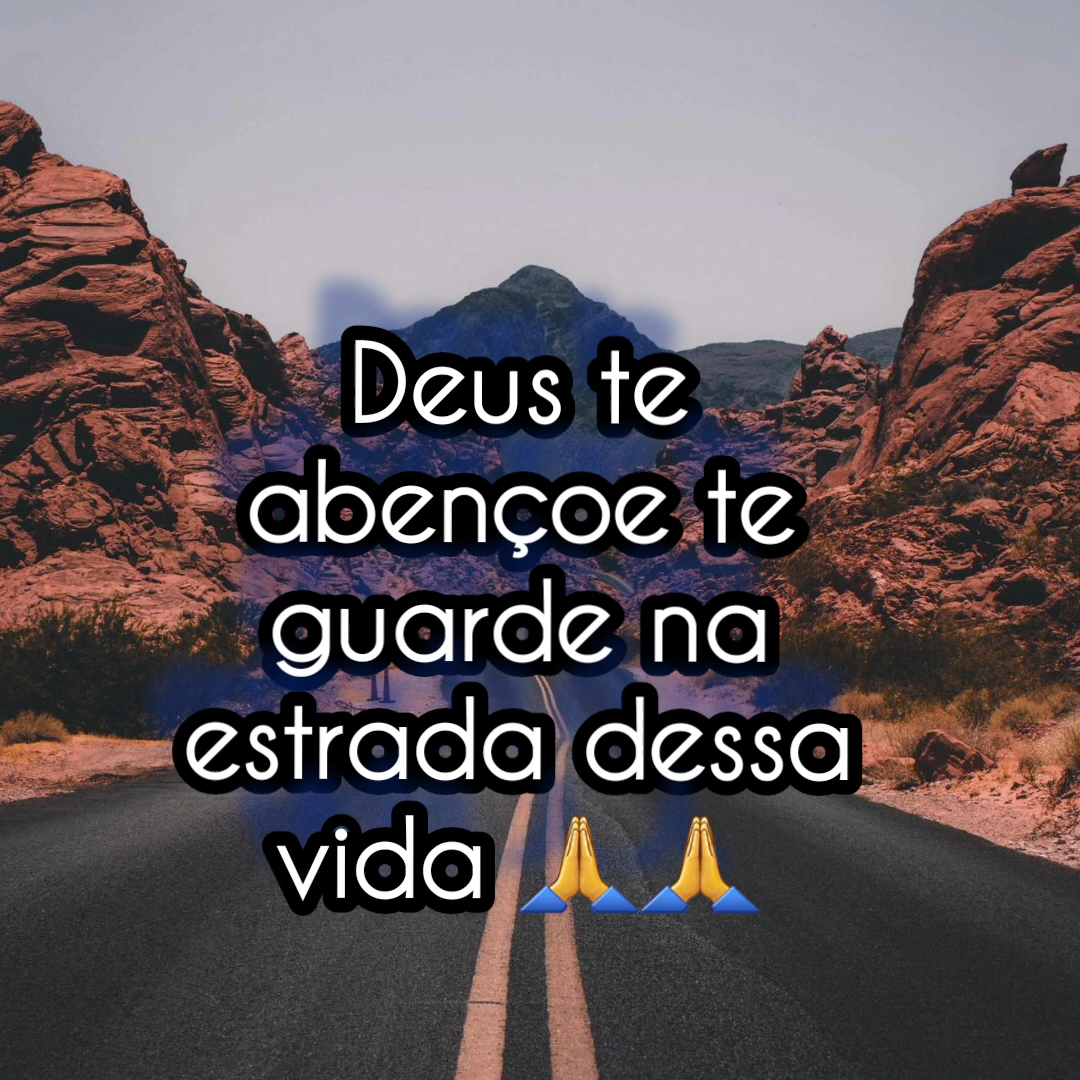 Deus te
abençoe te
guarde na
estrada dessa
vida 🙏🙏